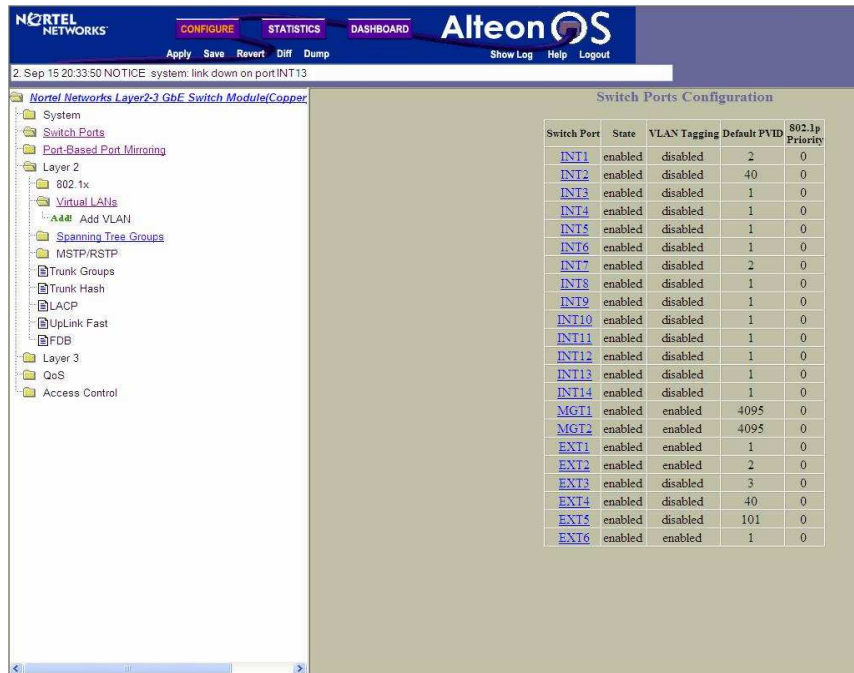 NORTEL
NETWORKS
CONFIGURE STATISTICS DASHBOARD
Alteon OS
Apply Save Revert Diff Dump
Show Log Help Logout
2. Sep 15 20:33:50 NOTICE system: link down on port INT13
Nortel Networks Layer2-3 GbE Switch Module(Copper
System
Switch Ports
Port-Based Port Mirroring
Layer 2
802.1x
Virtual LANs
Add! Add VLAN
Spanning Tree Groups
MSTP/RSTP
Trunk Groups
Trunk Hash
LACP
UpLink Fast
FDB
Layer 3
QoS
Access Control
Switch Ports Configuration
Switch Port State VLAN Tagging Default PVID 802.1p Priority
INT1 enabled disabled 2 0
INT2 enabled disabled 40 0
INT3 enabled disabled 1 0
INT4 enabled disabled 1 0
INT5 enabled disabled 1 0
INT6 enabled disabled 1 0
INT7 enabled disabled 2 0
INT8 enabled disabled 1 0
INT9 enabled disabled 1 0
INT10 enabled disabled 1 0
INT11 enabled disabled 1 0
INT12 enabled disabled 1 0
INT13 enabled disabled 1 0
INT14 enabled disabled 1 0
MGT1 enabled enabled 4095 0
MGT2 enabled enabled 4095 0
EXT1 enabled enabled 1 0
EXT2 enabled enabled 2 0
EXT3 enabled disabled 3 0
EXT4 enabled disabled 40 0
EXT5 enabled disabled 101 0
EXT6 enabled enabled 1 0